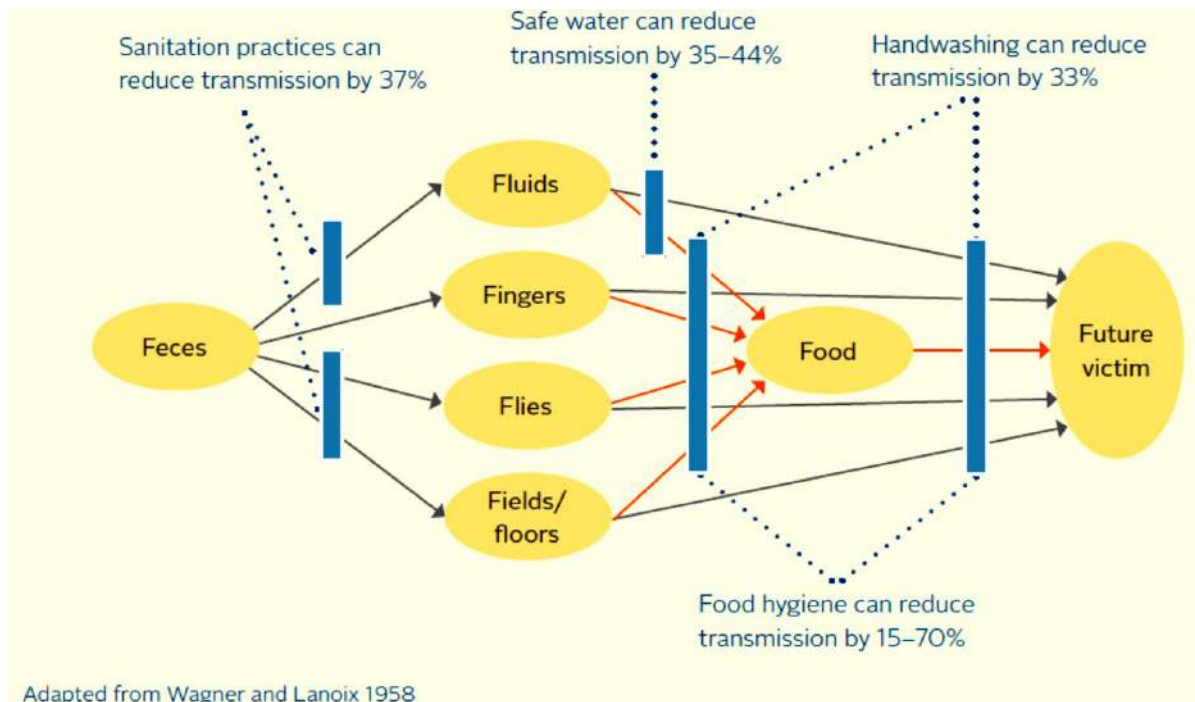 Sanitation practices can
reduce transmission by 37%
Safe water can reduce
transmission by 35–44%
Handwashing can reduce
transmission by 33%
Fluids
Fingers
Feces
Food
Future
victim
Flies
Fields/
floors
Food hygiene can reduce
transmission by 15–70%
Adapted from Wagner and Lanoix 1958